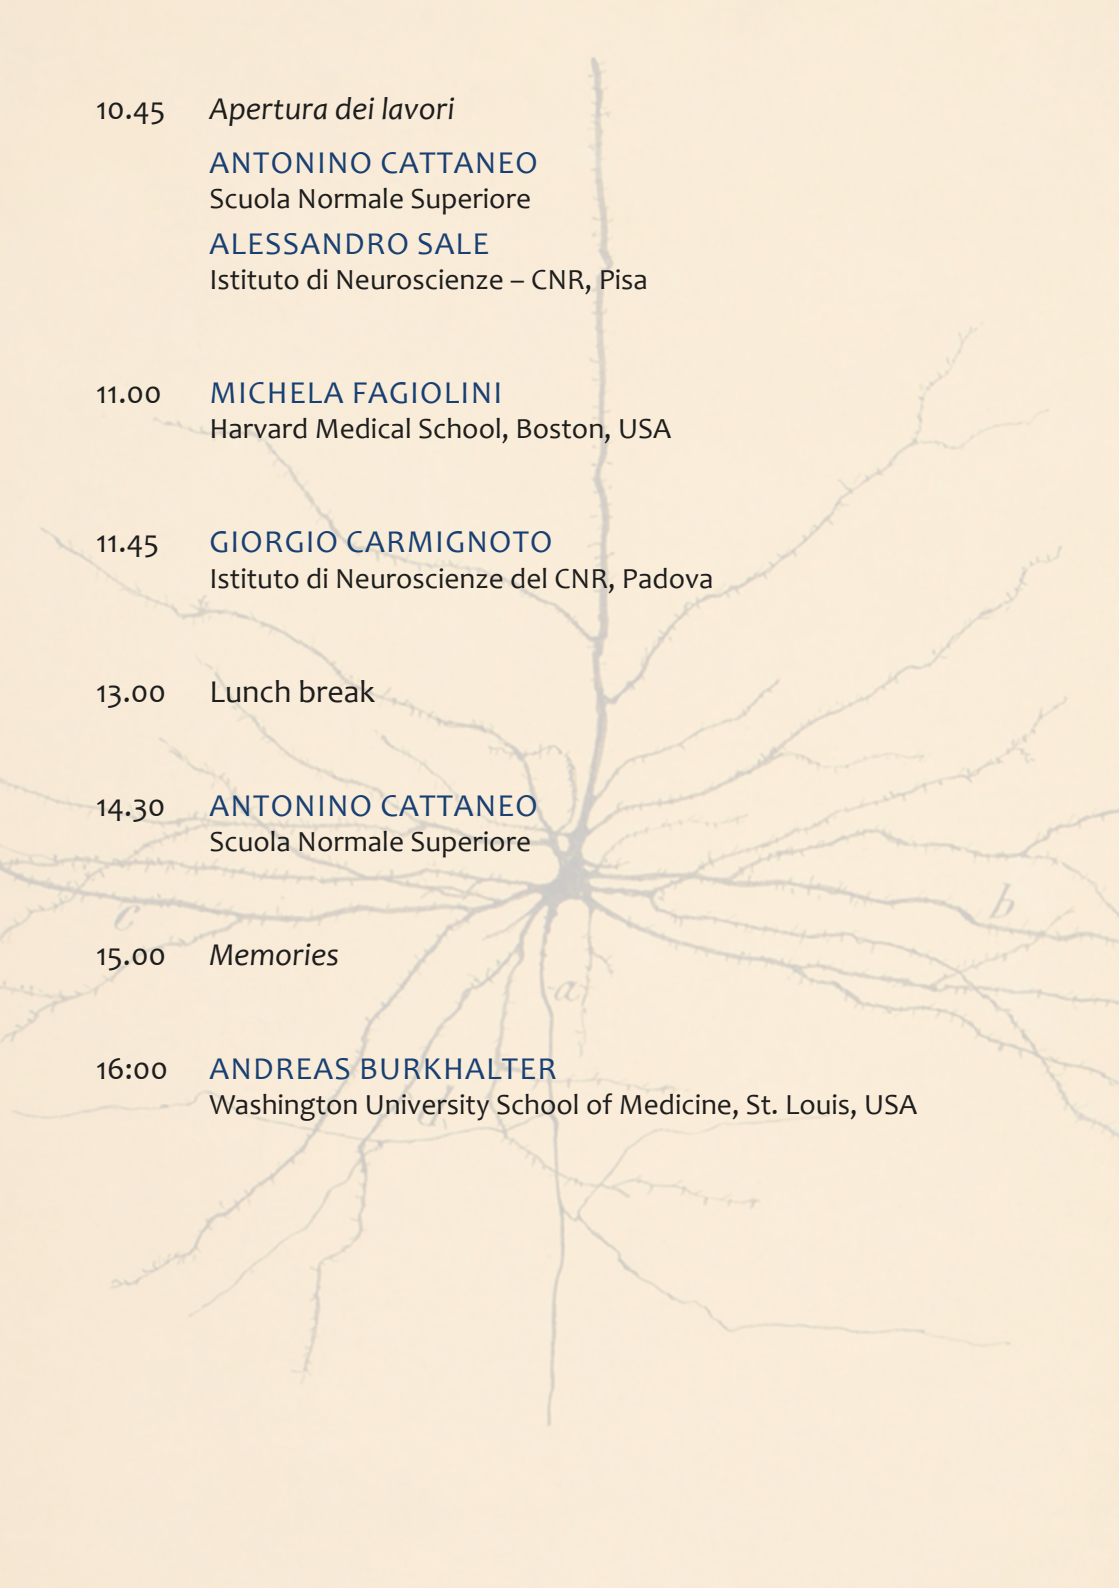 10.45 Apertura dei lavori
ANTONINO CATTANEO
Scuola Normale Superiore
ALESSANDRO SALE
Istituto di Neuroscienze – CNR, Pisa
11.00 MICHELA FAGIOLINI
Harvard Medical School, Boston, USA
11.45 GIORGIO CARMIGNOTO
Istituto di Neuroscienze del CNR, Padova
13.00 Lunch break
14.30 ANTONINO CATTANEO
Scuola Normale Superiore
b
c
15.00 Memories
a
16:00 ANDREAS BURKHALTER
Washington University School of Medicine, St. Louis, USA
d